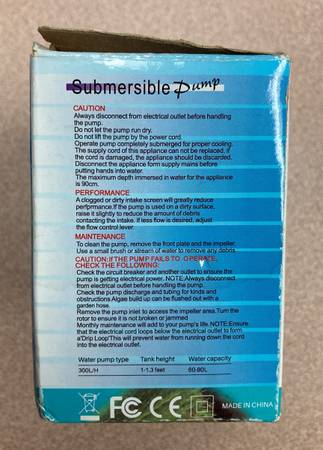 Submersible Pump
CAUTION
Always disconnect from electrical outlet before handling
the pump.
Do not let the pump run dry.
Do not lift the pump by the power cord.
Operate pump completely submerged for proper cooling.
The supply cord of this appliance can not be replaced, if
the cord is damaged, the appliance should be discarded.
Disconnect the appliance form supply mains before
putting hands into water.
The maximum depth immersed in water for the appliance
is 90cm.
PERFORMANCE
A clogged or dirty intake screen will greatly reduce
perfprmance.If the pump is used on a dirty surface,
raise it slightly to reduce the amount of debris
contacting the intake. If less flow is desired, adjust
the flow control lever.
MAINTENANCE
To clean the pump, remove the front plate and the impeller.
Use a small brush or stream of water to remove any debris.
CAUTION:IF THE PUMP FAILS TO OPERATE,
CHECK THE FOLLOWING:
Check the circuit breaker and another outlet to ensure the
pump is getting electrical power. NOTE:Always disconnect
from electrical outlet before handling the pump.
Check the pump discharge and tubing for kinds and
obstructions.Algae build up can be flushed out with a
garden hose.
Remove the pump inlet to access the impeller area.Turn the
rotor to ensure it is not broken or jammed
Monthly maintenance will add to your pump's life. NOTE:Ensure
that the electrical cord loops below the electrical outlet to form
a'Drip Loop'This will prevent water from running down the cord
into the electrical outlet.
Water pump type Tank height Water capacity
300L/H 1-1.3 feet 60-80L
FC CE MADE IN CHINA